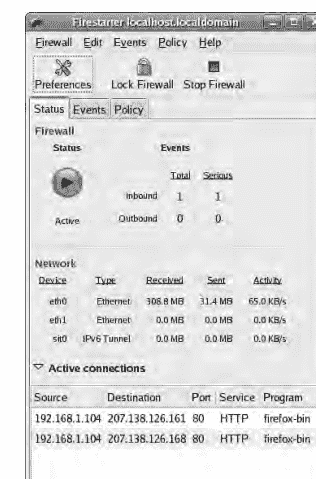 Firestarter localhost.localdomain
Firewall Edit Events Policy Help
Preferences Lock Firewall Stop Firewall
Status Events Policy
Firewall
Status Events
Total Serious
Inbound 1 1
Active Outbound 0 0
Network
Device Type Received Sent Activity
eth0 Ethernet 308.8 MB 31.4 MB 65.0 KB/s
eth1 Ethernet 0.0 MB 0.0 MB 0.0 KB/s
sit0 IPv6 Tunnel 0.0 MB 0.0 MB 0.0 KB/s
Active connections
Source Destination Port Service Program
192.168.1.104 207.138.126.161 80 HTTP firefox-bin
192.168.1.104 207.138.126.168 80 HTTP firefox-bin